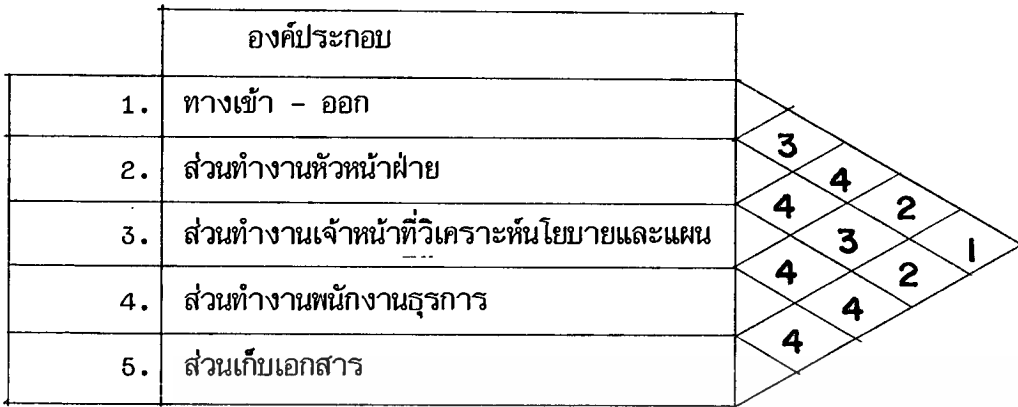 องค์ประกอบ
1. ทางเข้า - ออก
2. ส่วนทำงานหัวหน้าฝ่าย
3. ส่วนทำงานเจ้าหน้าที่วิเคราะห์นโยบายและแผน
4. ส่วนทำงานพนักงานธุรการ
5. ส่วนเก็บเอกสาร
3
4
4 2
3 1
4 2
4
4